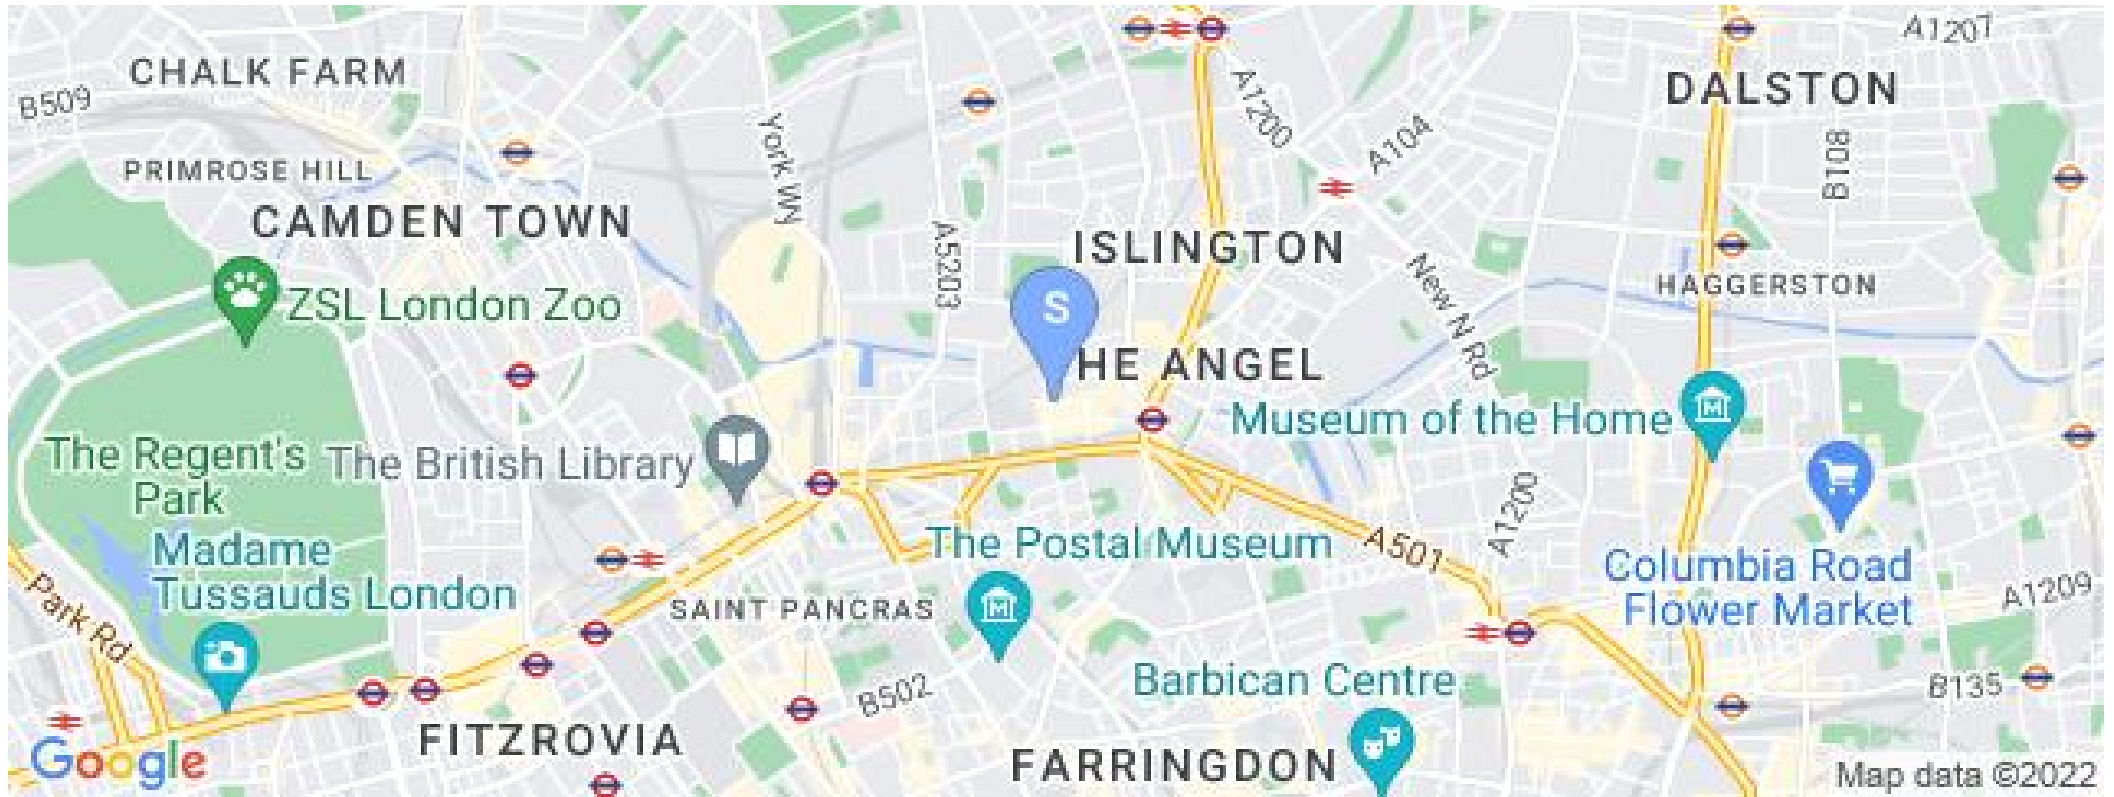 A1207
CHALK FARM
DALSTON
B509
A1200
York Wy
A104
B108
PRIMROSE HILL
CAMDEN TOWN
ISLINGTON
A5203
New N Rd
HAGGERSTON
ZSL London Zoo
S
HE ANGEL
Museum of the Home
The Regent's
Park
The British Library
A1200
The Postal Museum
A501
Madame
Tussauds London
Columbia Road
Flower Market
A1209
Park Rd
SAINT PANCRAS
Barbican Centre
B502
B135
FITZROVIA
FARRINGDON
Google
Map data ©2022